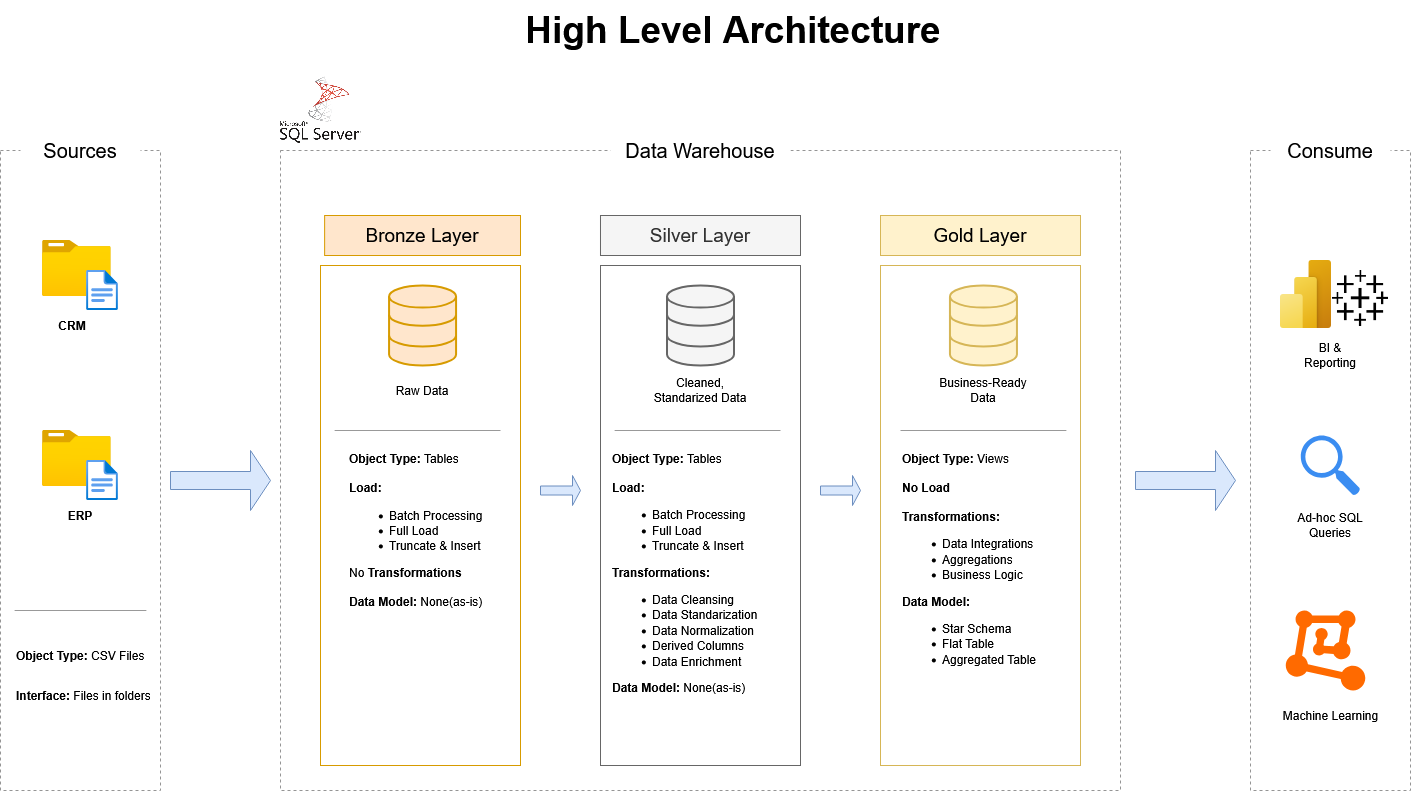 High Level Architecture
Microsoft®
SQL Server®
Sources
CRM
ERP
Object Type: CSV Files
Interface: Files in folders
Data Warehouse
Bronze Layer
Raw Data
Object Type: Tables
Load:
• Batch Processing
• Full Load
• Truncate & Insert
No Transformations
Data Model: None(as-is)
Silver Layer
Cleaned,
Standarized Data
Object Type: Tables
Load:
• Batch Processing
• Full Load
• Truncate & Insert
Transformations:
• Data Cleansing
• Data Standarization
• Data Normalization
• Derived Columns
• Data Enrichment
Data Model: None(as-is)
Gold Layer
Business-Ready
Data
Object Type: Views
No Load
Transformations:
• Data Integrations
• Aggregations
• Business Logic
Data Model:
• Star Schema
• Flat Table
• Aggregated Table
Consume
BI &
Reporting
Ad-hoc SQL
Queries
Machine Learning